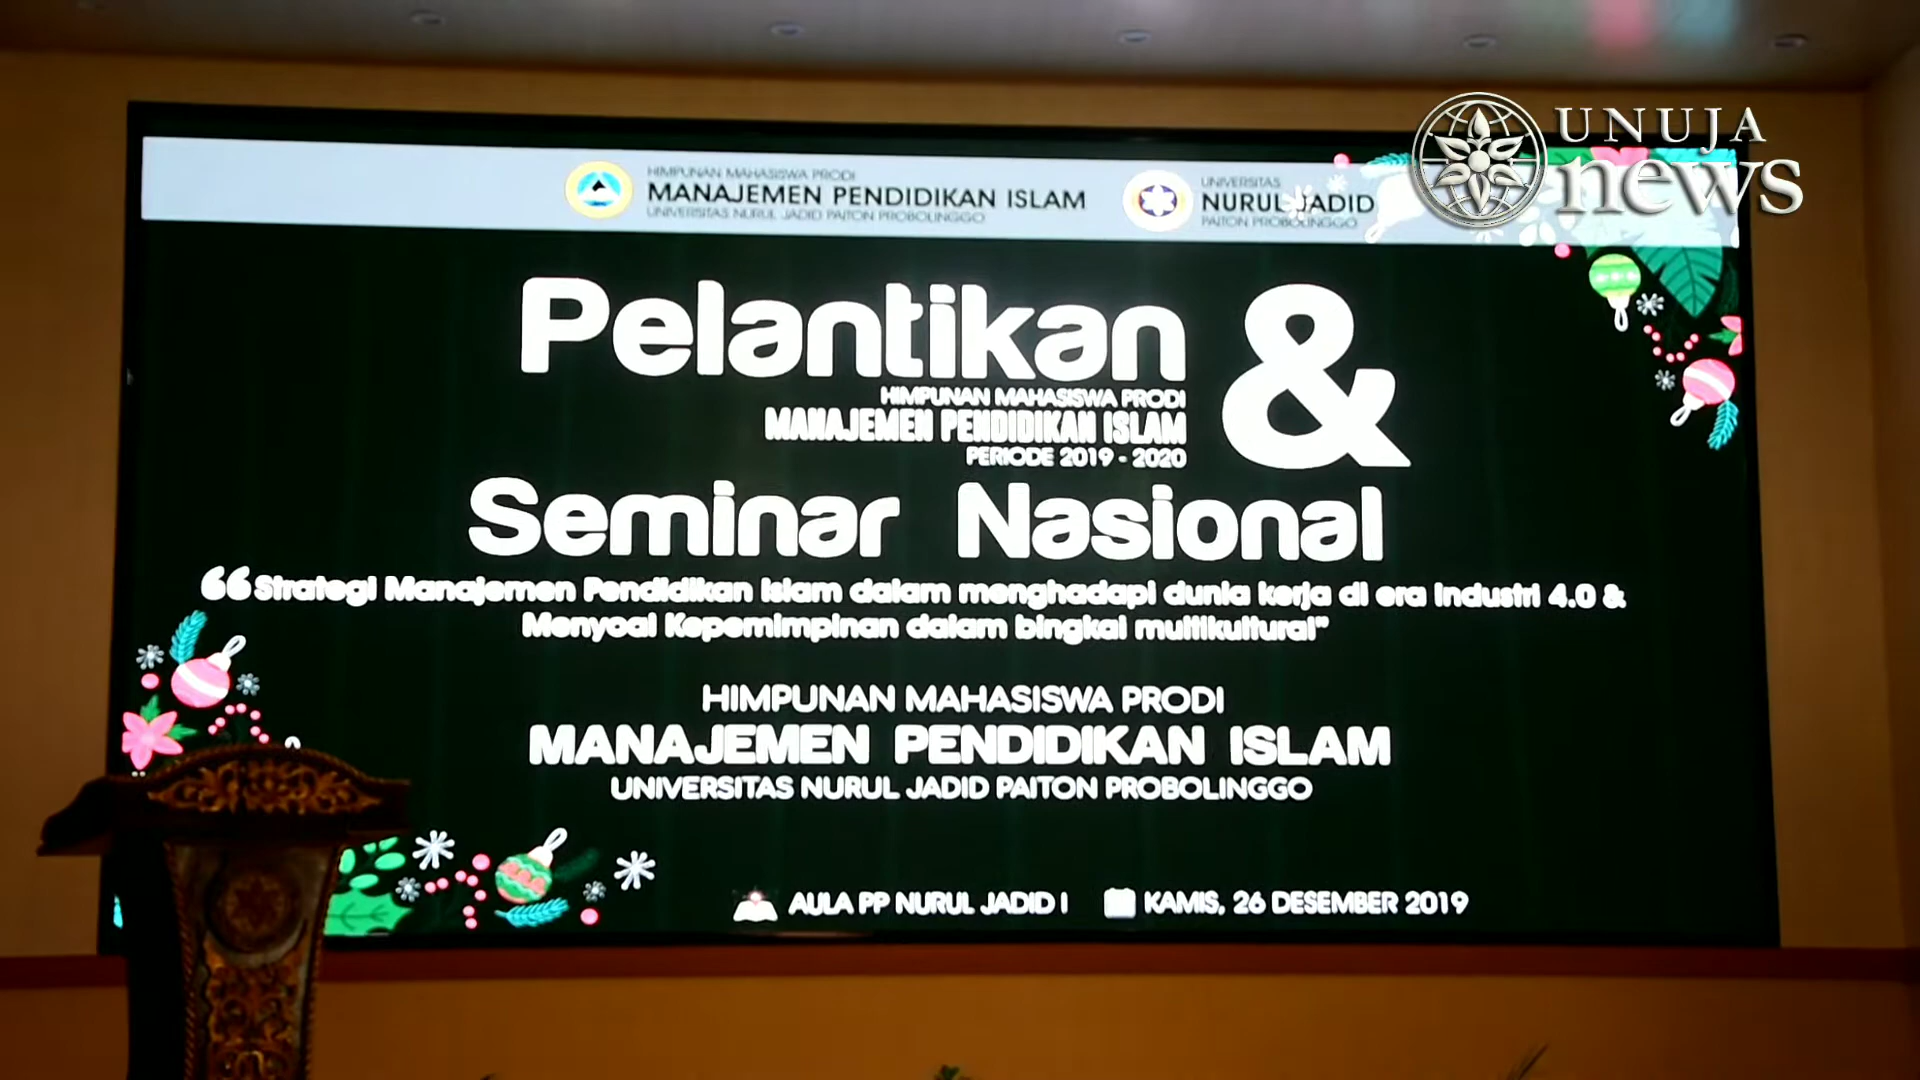 UNUJA
news
HIMPUNAN MAHASISWA PRODI
MANAJEMEN PENDIDIKAN ISLAM
UNIVERSITAS NURUL JADID PAITON PROBOLINGGO
UNIVERSITAS
NURUL JADID
PAITON PROBOLINGGO
Pelantikan &
HIMPUNAN MAHASISWA PRODI
MANAJEMEN PENDIDIKAN ISLAM
PERIODE 2019 - 2020
Seminar Nasional
“Strategi Manajemen Pendidikan Islam dalam menghadapi dunia kerja di era Industri 4.0 &
Menyoal Kepemimpinan dalam bingkai multikultural"
HIMPUNAN MAHASISWA PRODI
MANAJEMEN PENDIDIKAN ISLAM
UNIVERSITAS NURUL JADID PAITON PROBOLINGGO
AULA PP NURUL JADID I
KAMIS, 26 DESEMBER 2019